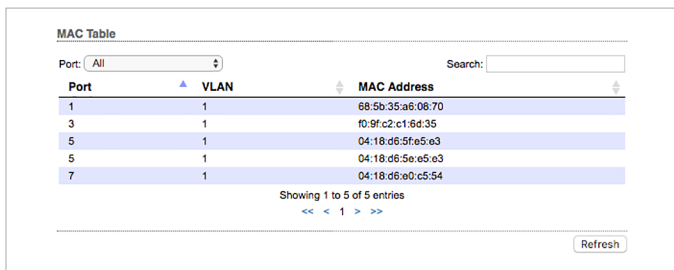 MAC Table
Port: All Search:
Port VLAN MAC Address
1 1 68:5b:35:a6:08:70
3 1 f0:9f:c2:c1:6d:35
5 1 04:18:d6:5f:e5:e3
5 1 04:18:d6:5e:e5:e3
7 1 04:18:d6:e0:c5:54
Showing 1 to 5 of 5 entries
<< < 1 > >>
Refresh